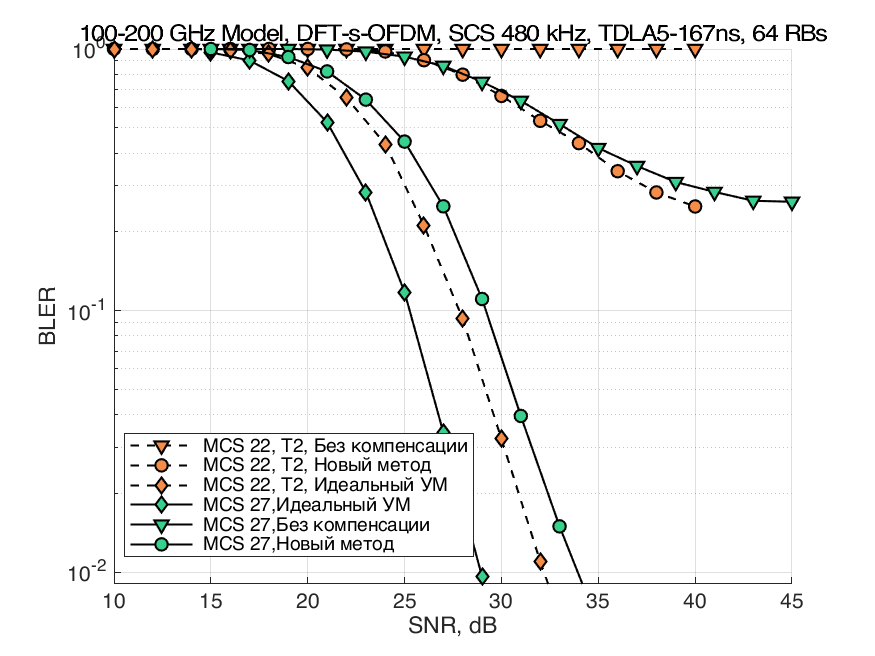 100-200 GHz Model, DFT-s-OFDM, SCS 480 kHz, TDLA5-167ns, 64 RBs
10^0
10^-1
BLER
MCS 22, T2, Без компенсации
MCS 22, T2, Новый метод
MCS 22, T2, Идеальный УМ
MCS 27,Идеальный УМ
MCS 27,Без компенсации
MCS 27,Новый метод
10^-2
10 15 20 25 30 35 40 45
SNR, dB